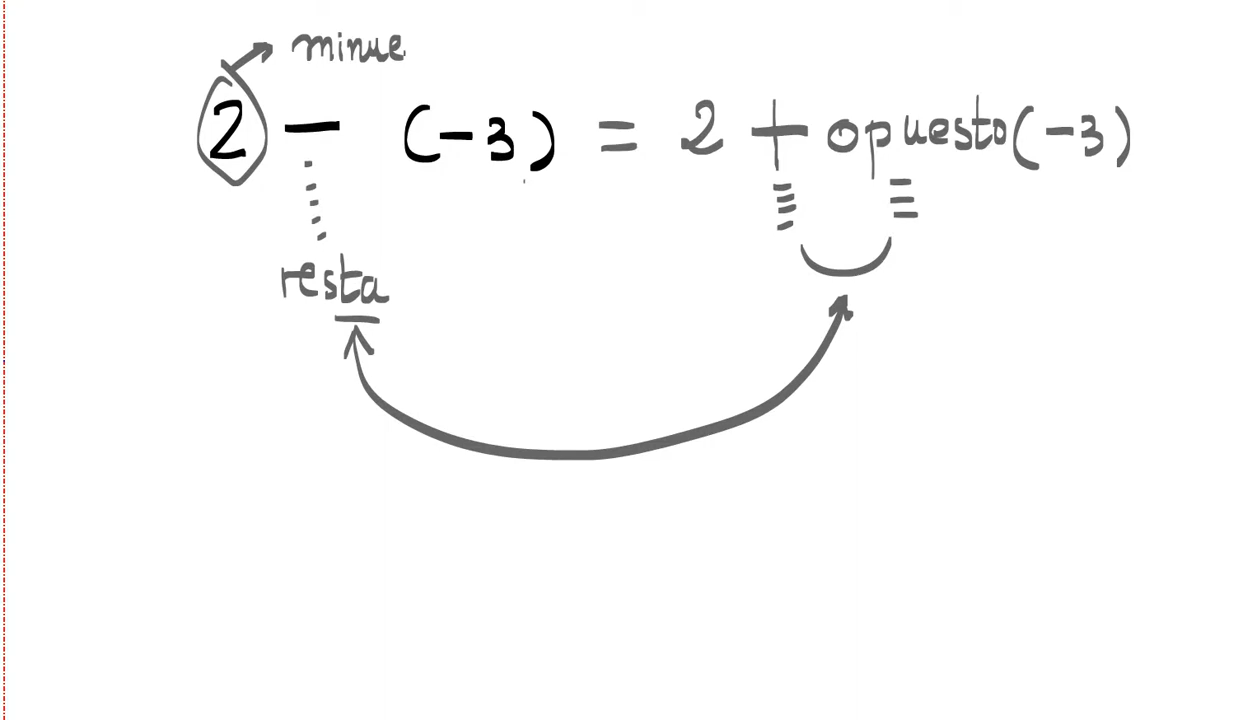 minue
2 - (-3) = 2 + opuesto(-3)
resta